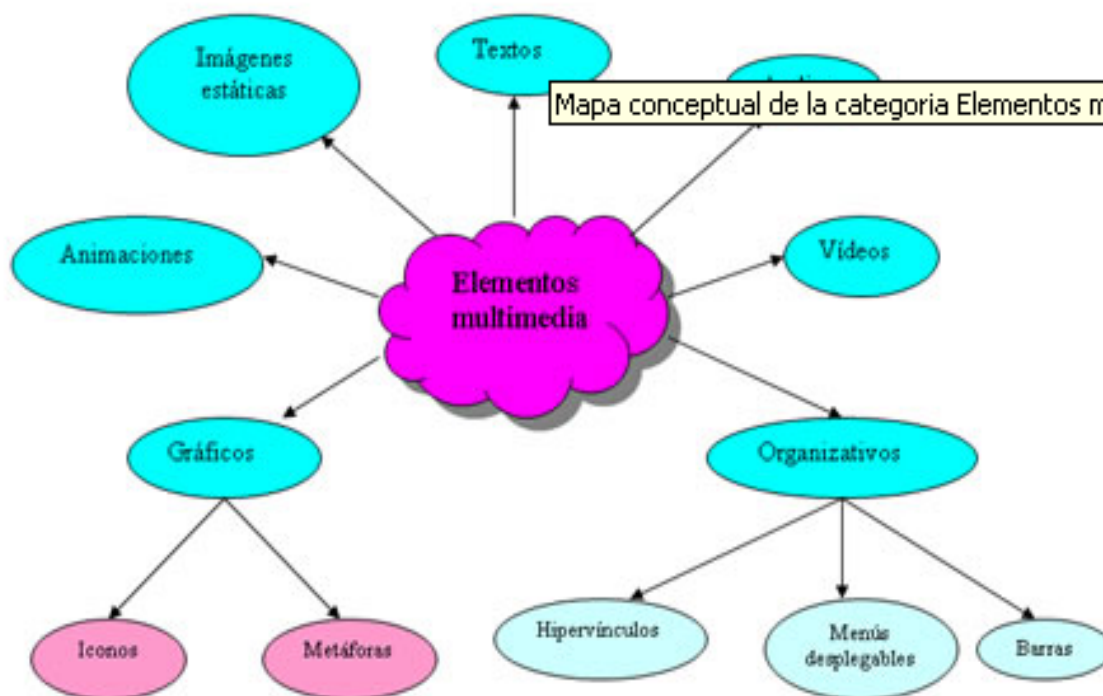 Imágenes
estáticas
Textos
Mapa conceptual de la categoria Elementos m
Animaciones
Elementos
multimedia
Vídeos
Gráficos
Organizativos
Iconos
Metáforas
Hipervínculos
Menús
desplegables
Barras